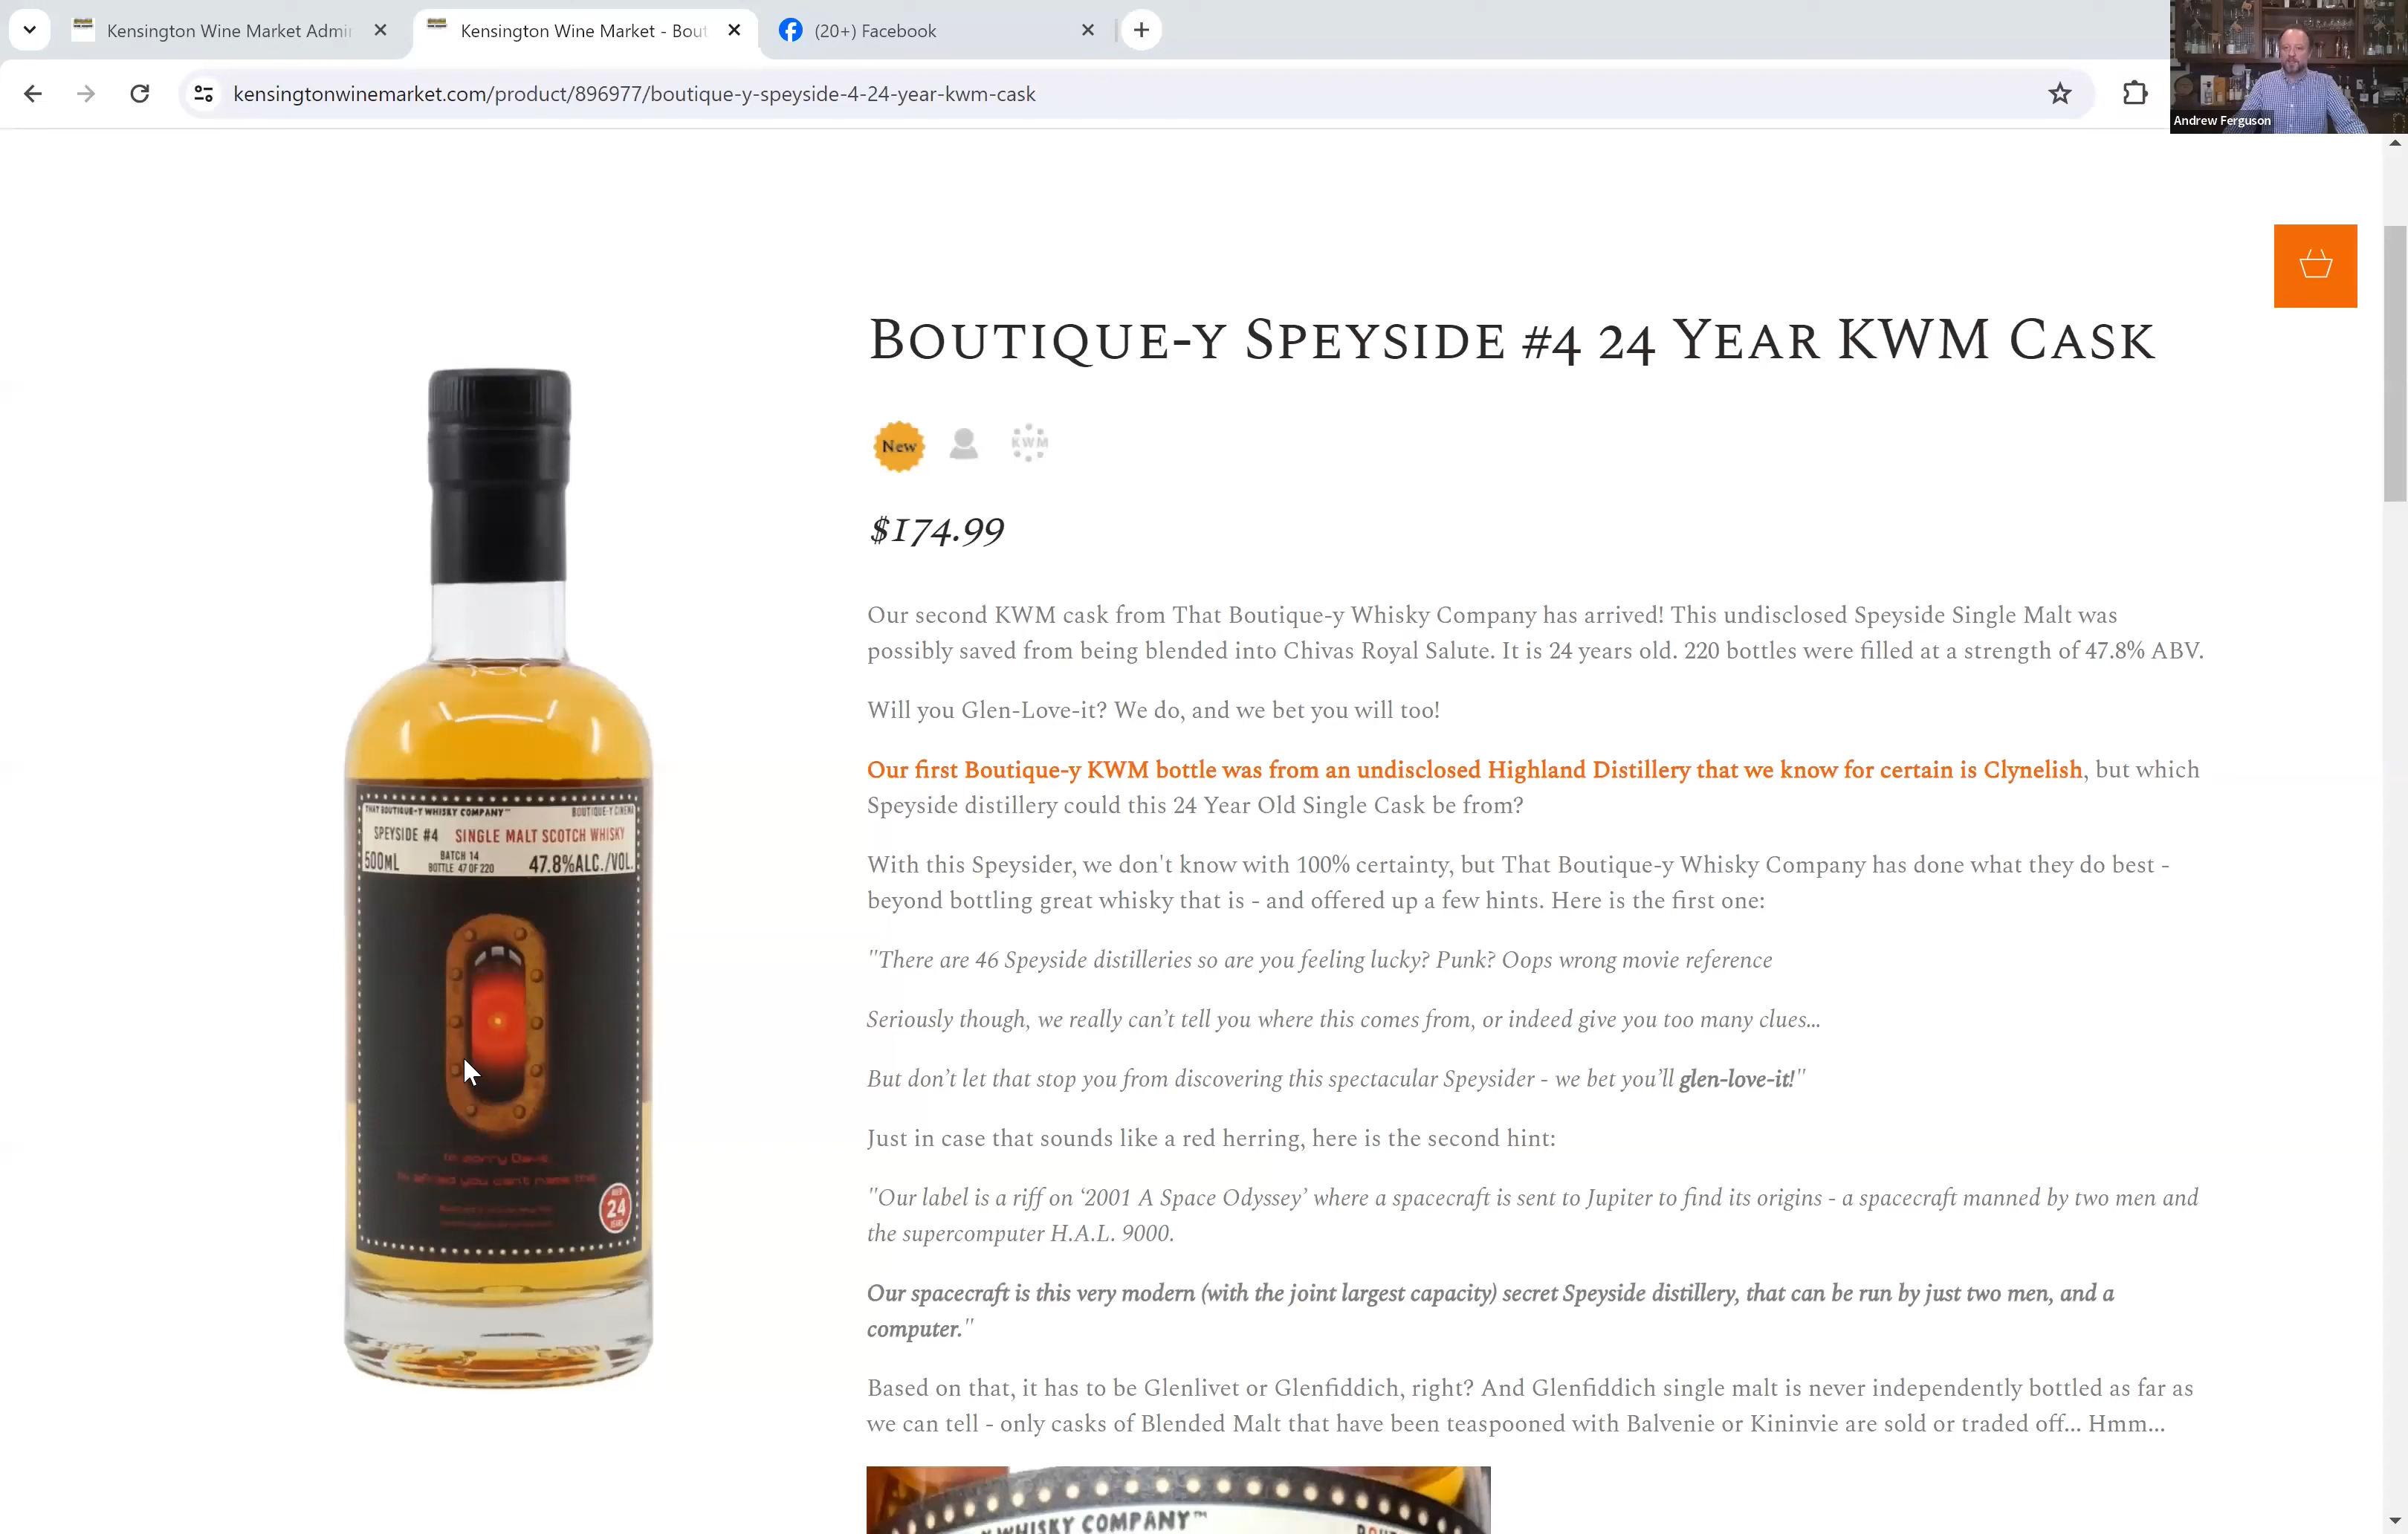 Kensington Wine Market Admi
Kensington Wine Market - Bout
(20+) Facebook
kensingtonwinemarket.com/product/896977/boutique-y-speyside-4-24-year-kwm-cask
Andrew Ferguson
Boutique-y Speyside #4 24 Year KWM Cask
New
KWM
$174.99
Our second KWM cask from That Boutique-y Whisky Company has arrived! This undisclosed Speyside Single Malt was
possibly saved from being blended into Chivas Royal Salute. It is 24 years old. 220 bottles were filled at a strength of 47.8% ABV.
Will you Glen-Love-it? We do, and we bet you will too!
Our first Boutique-y KWM bottle was from an undisclosed Highland Distillery that we know for certain is Clynelish, but which
Speyside distillery could this 24 Year Old Single Cask be from?
With this Speysider, we don't know with 100% certainty, but That Boutique-y Whisky Company has done what they do best -
beyond bottling great whisky that is - and offered up a few hints. Here is the first one:
"There are 46 Speyside distilleries so are you feeling lucky? Punk? Oops wrong movie reference
Seriously though, we really can’t tell you where this comes from, or indeed give you too many clues...
But don’t let that stop you from discovering this spectacular Speysider - we bet you’ll glen-love-it!"
Just in case that sounds like a red herring, here is the second hint:
"Our label is a riff on ‘2001 A Space Odyssey’ where a spacecraft is sent to Jupiter to find its origins - a spacecraft manned by two men and
the supercomputer H.A.L. 9000.
Our spacecraft is this very modern (with the joint largest capacity) secret Speyside distillery, that can be run by just two men, and a
computer."
Based on that, it has to be Glenlivet or Glenfiddich, right? And Glenfiddich single malt is never independently bottled as far as
we can tell - only casks of Blended Malt that have been teaspooned with Balvenie or Kininvie are sold or traded off... Hmm...
THAT BOUTIQUE-Y WHISKY COMPANY™
BOUTIQUE-Y CINEMA
SPEYSIDE #4 SINGLE MALT SCOTCH WHISKY
500ML
BATCH 14
BOTTLE 47 OF 220
47.8%ALC./VOL.
I'm sorry Dave.
I'm afraid you can't name this
24
Y WHISKY COMPANY™